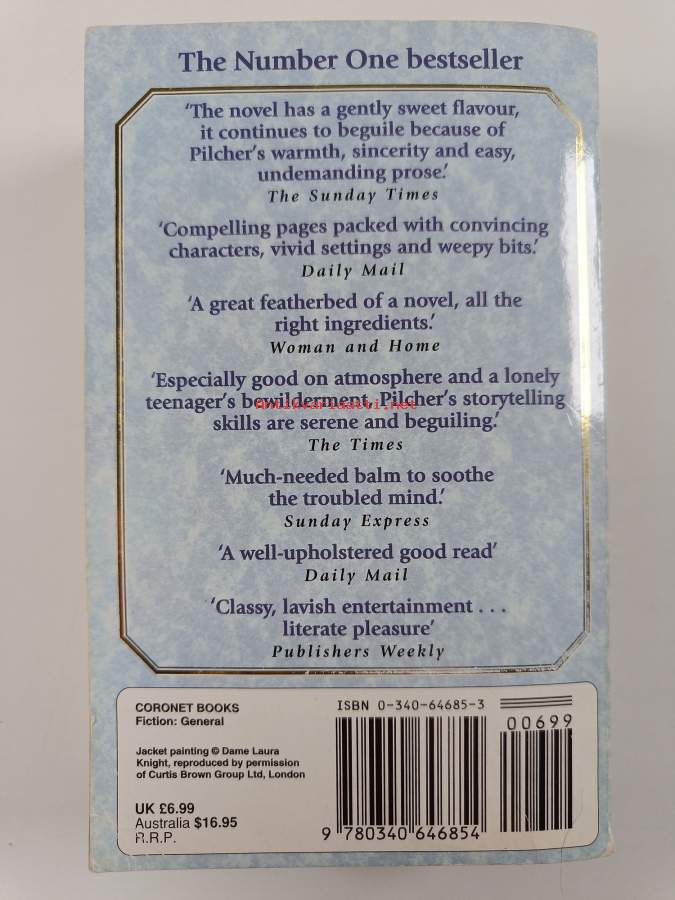 The Number One bestseller
‘The novel has a gently sweet flavour,
it continues to beguile because of
Pilcher’s warmth, sincerity and easy,
undemanding prose.’
The Sunday Times
‘Compelling pages packed with convincing
characters, vivid settings and weepy bits.’
Daily Mail
‘A great featherbed of a novel, all the
right ingredients.’
Woman and Home
‘Especially good on atmosphere and a lonely
teenager’s bewilderment, Pilcher’s storytelling
skills are serene and beguiling.’
The Times
‘Much-needed balm to soothe
the troubled mind.’
Sunday Express
‘A well-upholstered good read’
Daily Mail
‘Classy, lavish entertainment . . .
literate pleasure’
Publishers Weekly
antikvariaatti.net
CORONET BOOKS
Fiction: General
Jacket painting © Dame Laura
Knight, reproduced by permission
of Curtis Brown Group Ltd, London
UK £6.99
Australia $16.95
R.R.P.
ISBN 0-340-64685-3
00699
9 780340 646854